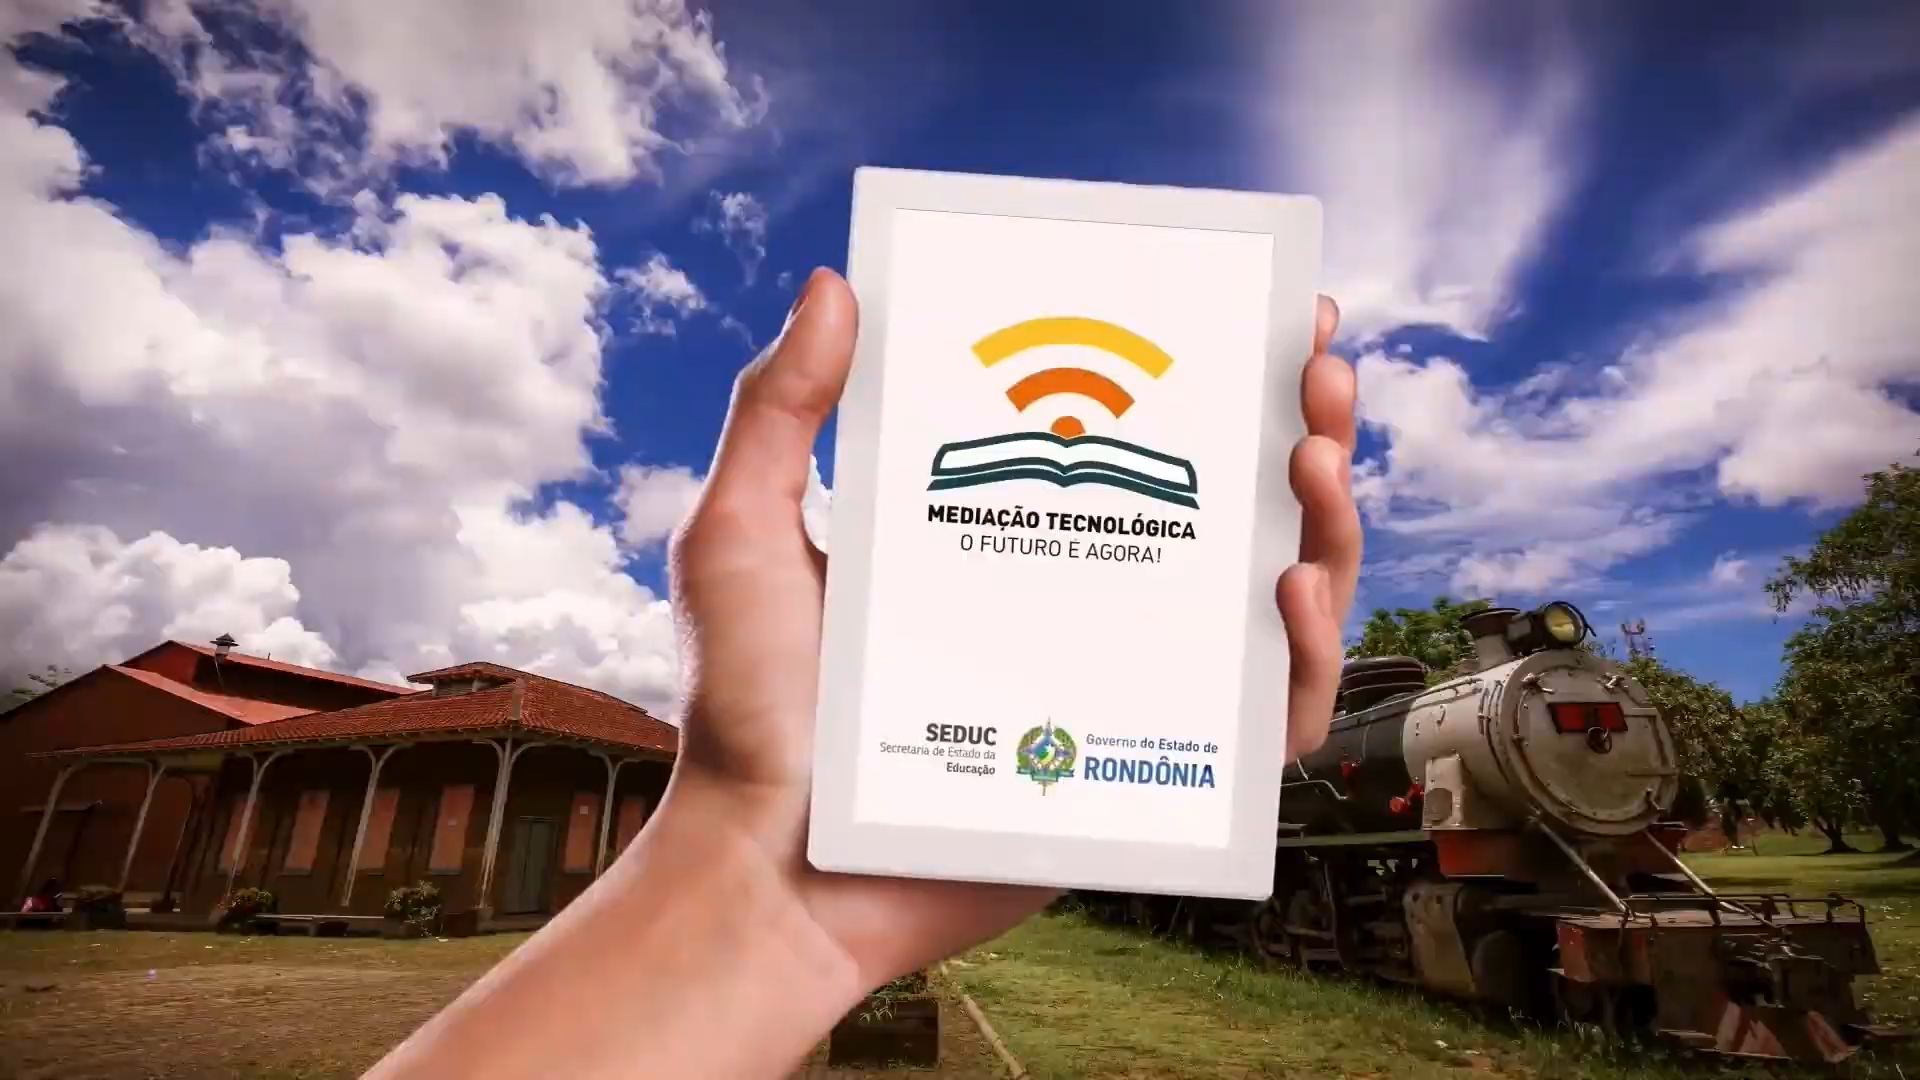 MEDIAÇÃO TECNOLÓGICA
O FUTURO É AGORA!
SEDUC
Secretaria de Estado da
Educação
Governo do Estado de
RONDÔNIA